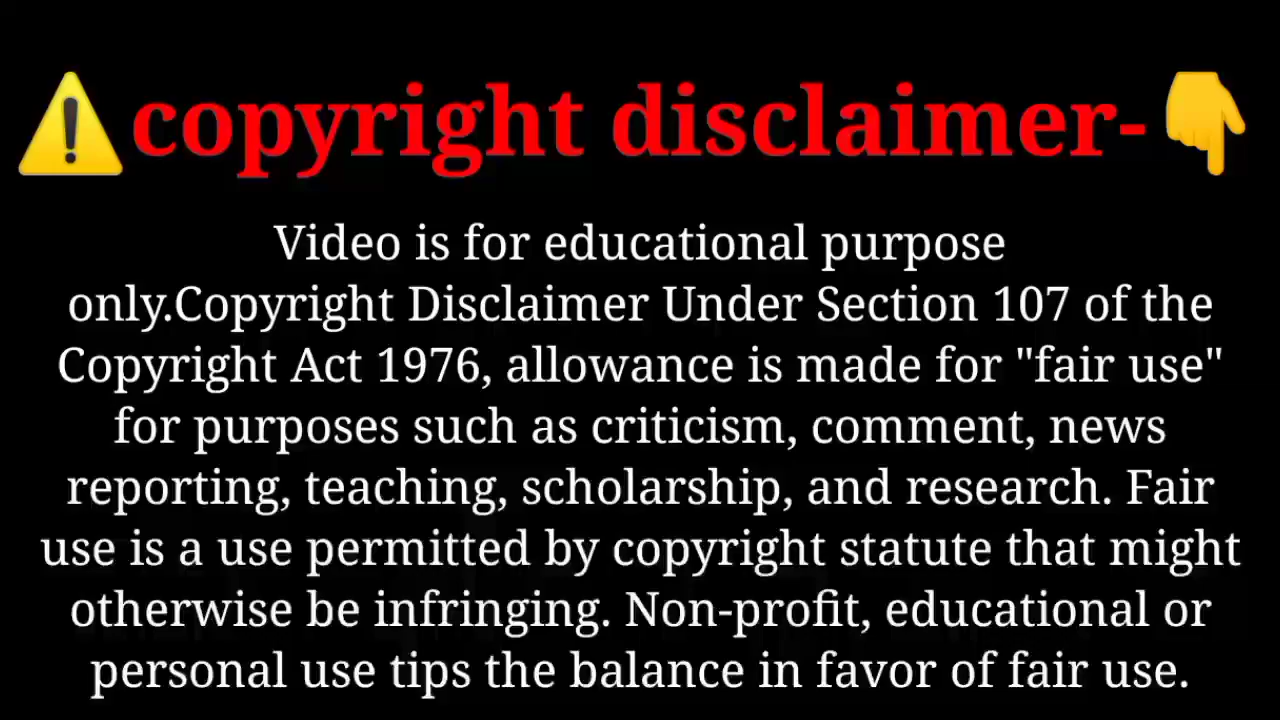 ⚠️copyright disclaimer-👇
Video is for educational purpose
only.Copyright Disclaimer Under Section 107 of the
Copyright Act 1976, allowance is made for "fair use"
for purposes such as criticism, comment, news
reporting, teaching, scholarship, and research. Fair
use is a use permitted by copyright statute that might
otherwise be infringing. Non-profit, educational or
personal use tips the balance in favor of fair use.